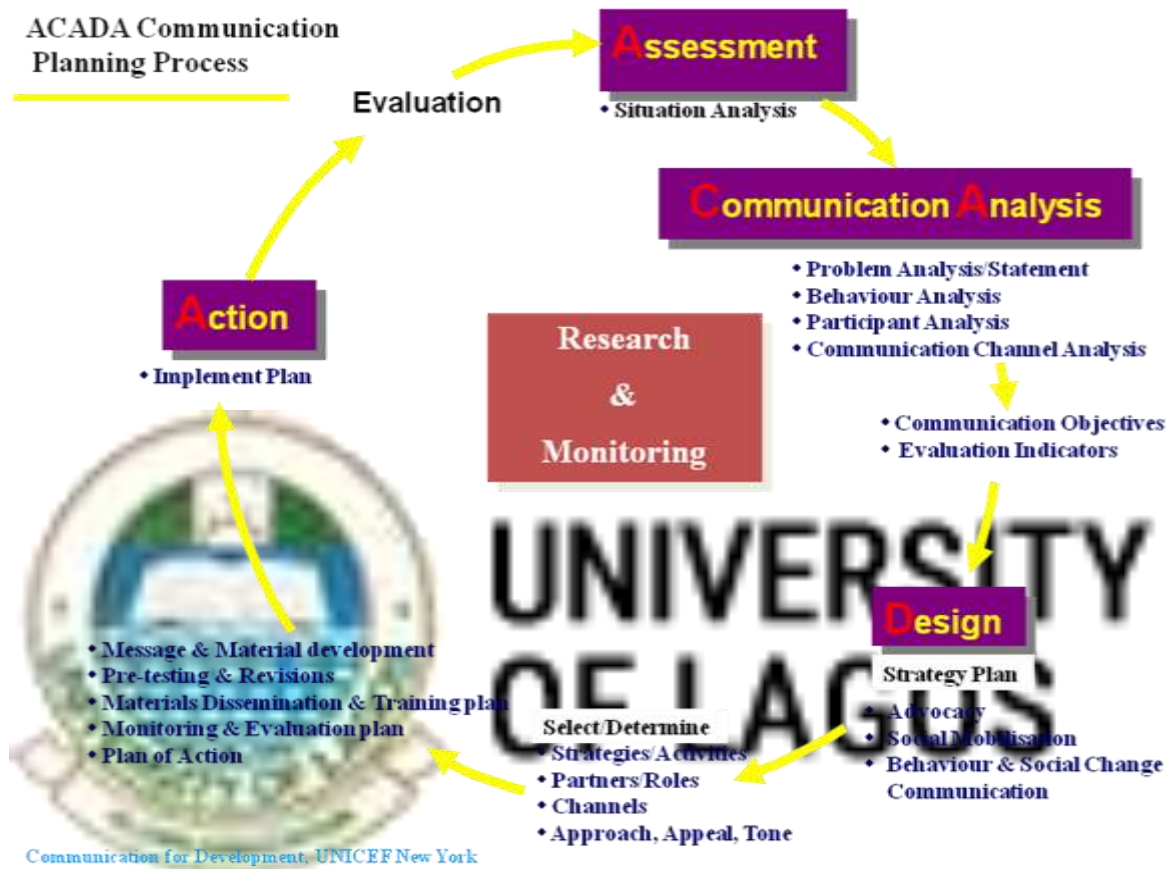 ACADA Communication
Planning Process
Evaluation
Assessment
• Situation Analysis
Communication Analysis
• Problem Analysis/Statement
• Behaviour Analysis
• Participant Analysis
• Communication Channel Analysis
• Communication Objectives
• Evaluation Indicators
Design
Strategy Plan
• Advocacy
• Social Mobilisation
• Behaviour & Social Change
Communication
Select/Determine
• Strategies/Activities
• Partners/Roles
• Channels
• Approach, Appeal, Tone
• Message & Material development
• Pre-testing & Revisions
• Materials Dissemination & Training plan
• Monitoring & Evaluation plan
• Plan of Action
Action
• Implement Plan
Research
&
Monitoring
UNIVERSITY
OF LAGOS
Communication for Development, UNICEF New York